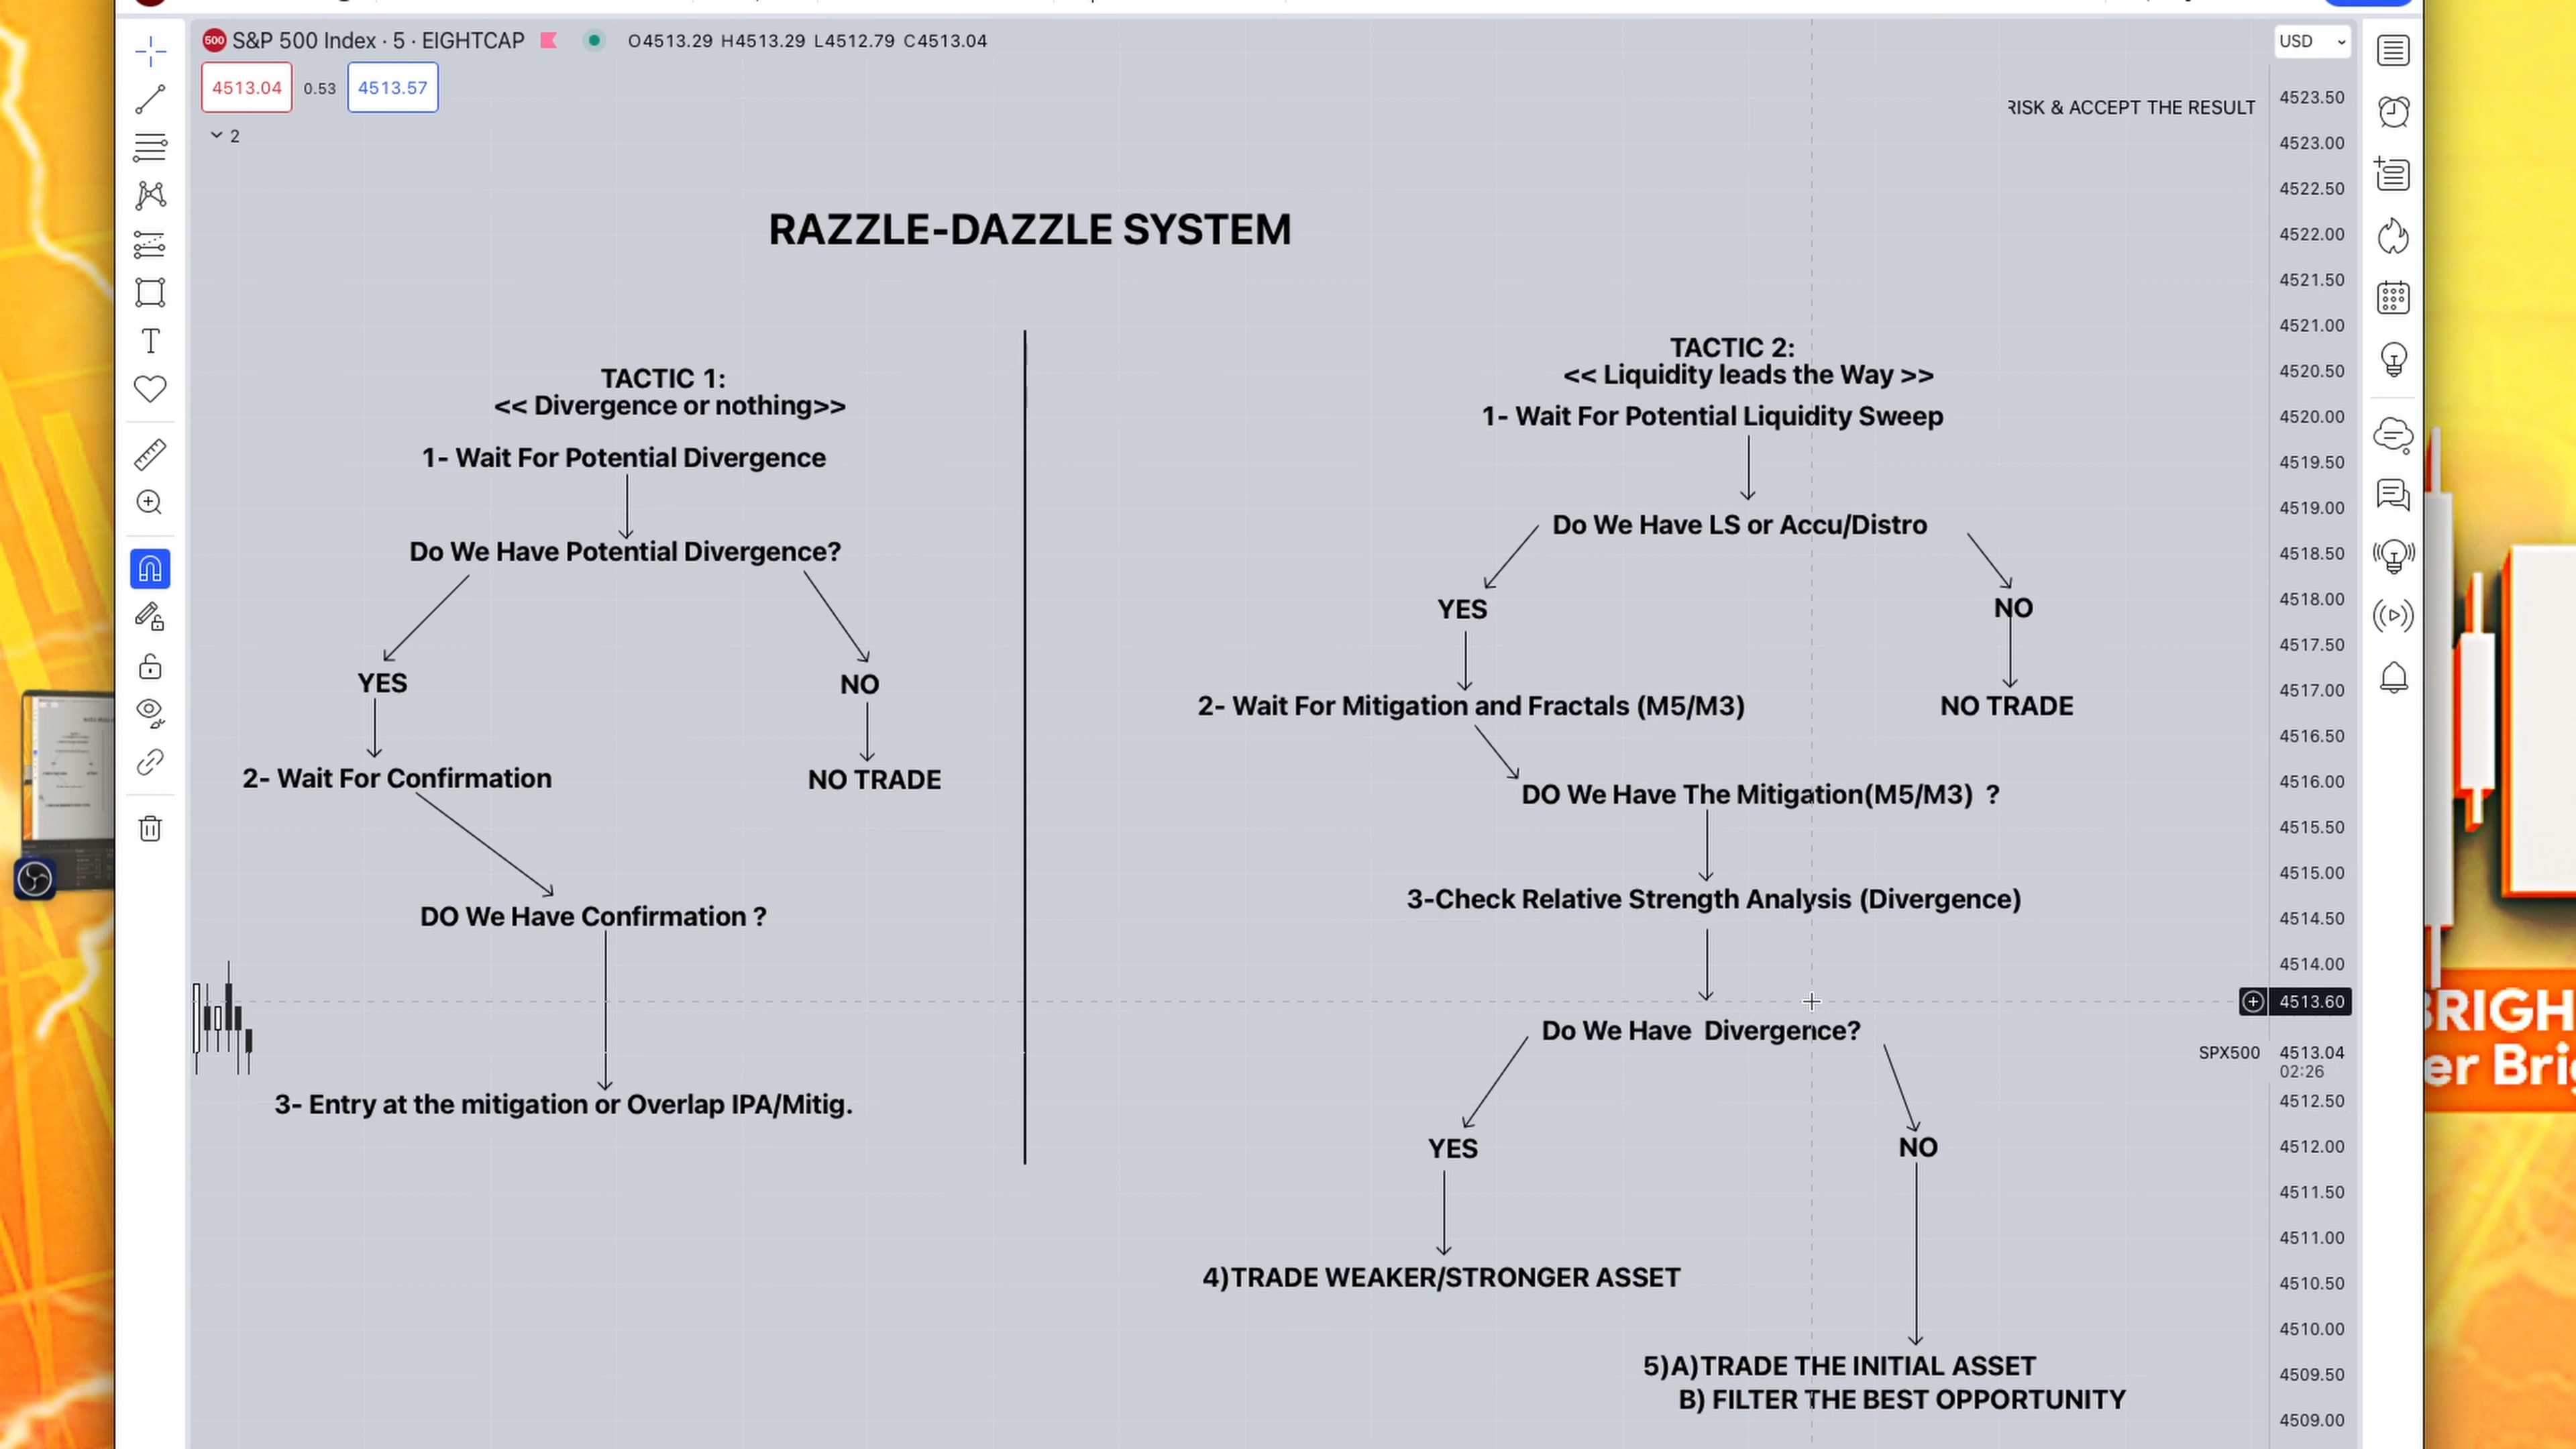 S&P 500 Index · 5 · EIGHTCAP
O4513.29 H4513.29 L4512.79 C4513.04
USD
4513.04
0.53
4513.57
2
RISK & ACCEPT THE RESULT
RAZZLE-DAZZLE SYSTEM
TACTIC 1:
<< Divergence or nothing>>
1- Wait For Potential Divergence
Do We Have Potential Divergence?
YES
NO
2- Wait For Confirmation
NO TRADE
DO We Have Confirmation ?
3- Entry at the mitigation or Overlap IPA/Mitig.
TACTIC 2:
<< Liquidity leads the Way >>
1- Wait For Potential Liquidity Sweep
Do We Have LS or Accu/Distro
YES
NO
2- Wait For Mitigation and Fractals (M5/M3)
NO TRADE
DO We Have The Mitigation(M5/M3) ?
3-Check Relative Strength Analysis (Divergence)
Do We Have Divergence?
YES
NO
4)TRADE WEAKER/STRONGER ASSET
5)A)TRADE THE INITIAL ASSET
B) FILTER THE BEST OPPORTUNITY
4523.50
4523.00
4522.50
4522.00
4521.50
4521.00
4520.50
4520.00
4519.50
4519.00
4518.50
4518.00
4517.50
4517.00
4516.50
4516.00
4515.50
4515.00
4514.50
4514.00
4513.60
SPX500 4513.04
02:26
4512.50
4512.00
4511.50
4511.00
4510.50
4510.00
4509.50
4509.00
BRIGH
er Brig